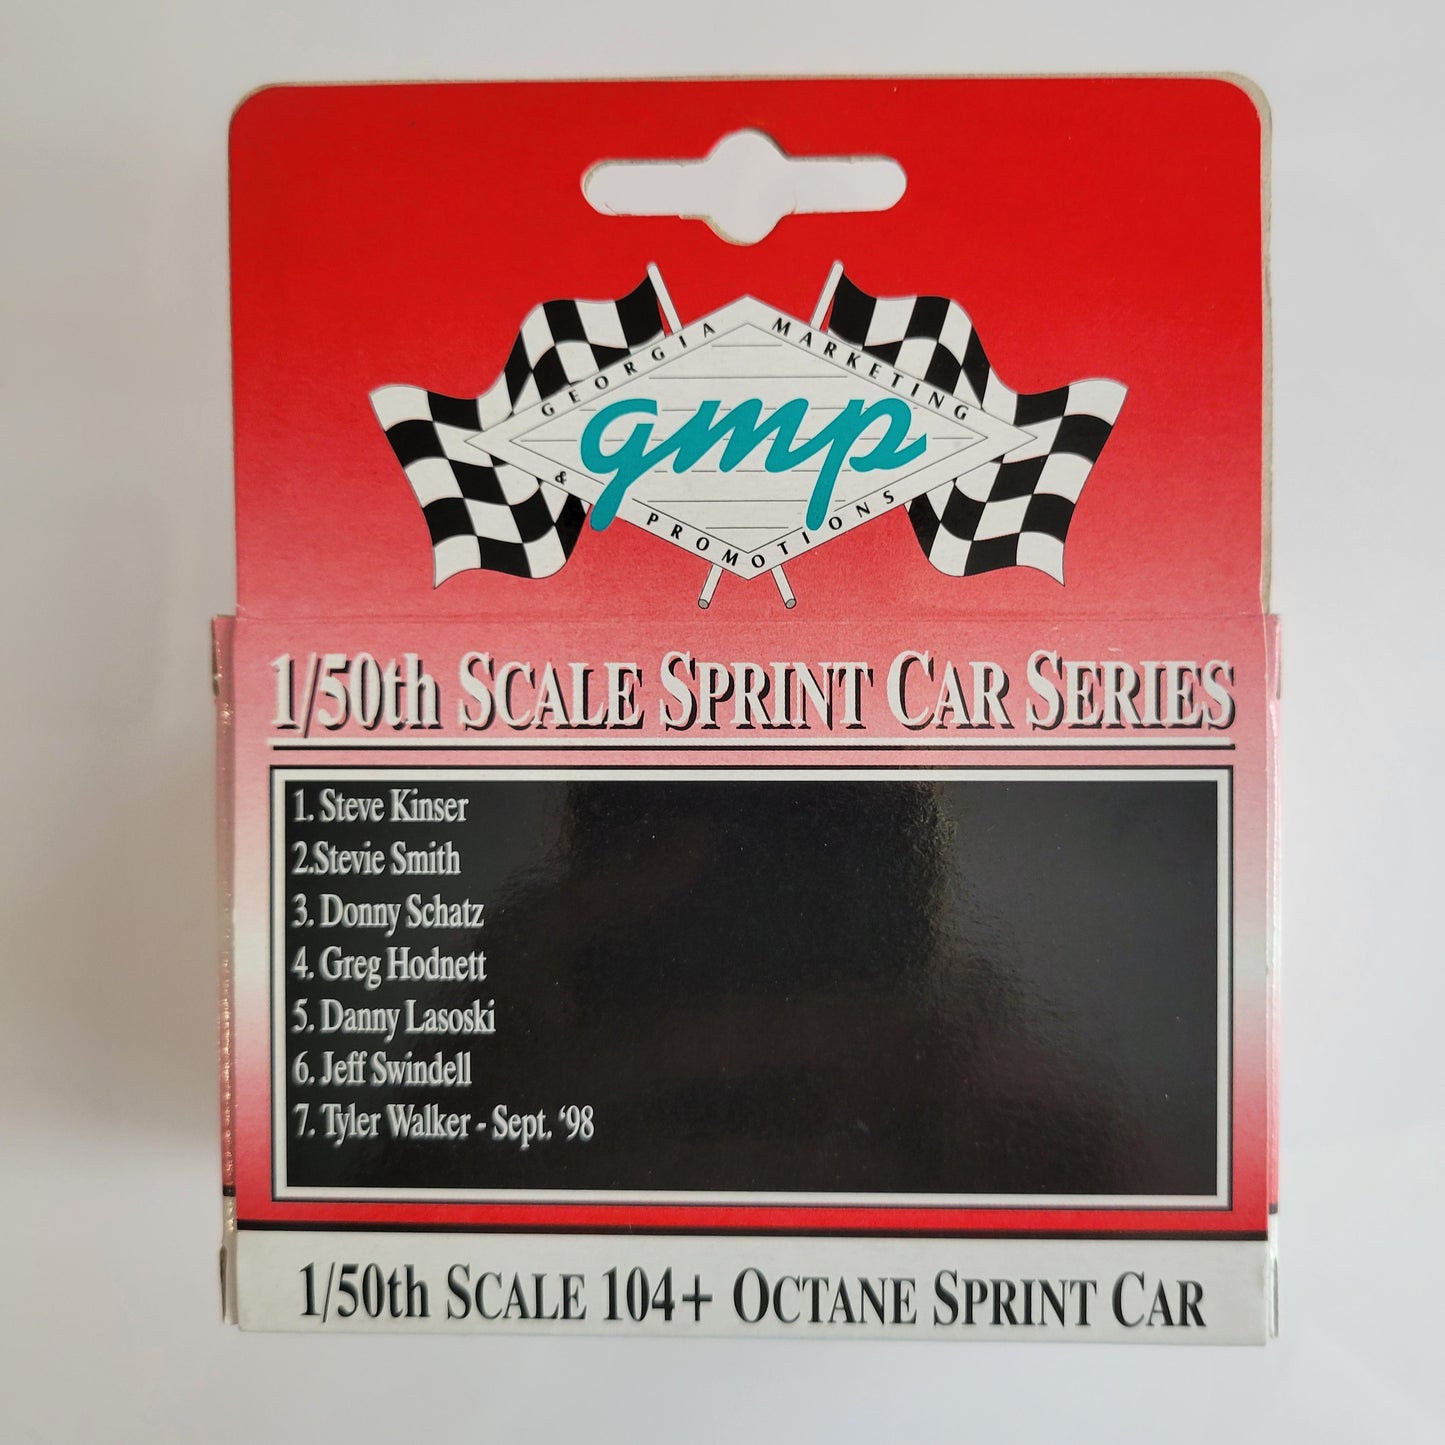 GEORGIA MARKETING
gmp
& PROMOTIONS
1/50th SCALE SPRINT CAR SERIES
1. Steve Kinser
2.Stevie Smith
3. Donny Schatz
4. Greg Hodnett
5. Danny Lasoski
6. Jeff Swindell
7. Tyler Walker - Sept. ‘98
1/50th SCALE 104+ OCTANE SPRINT CAR